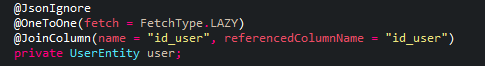 @JsonIgnore
@OneToOne(fetch = FetchType.LAZY)
@JoinColumn(name = "id_user", referencedColumnName = "id_user")
private UserEntity user;